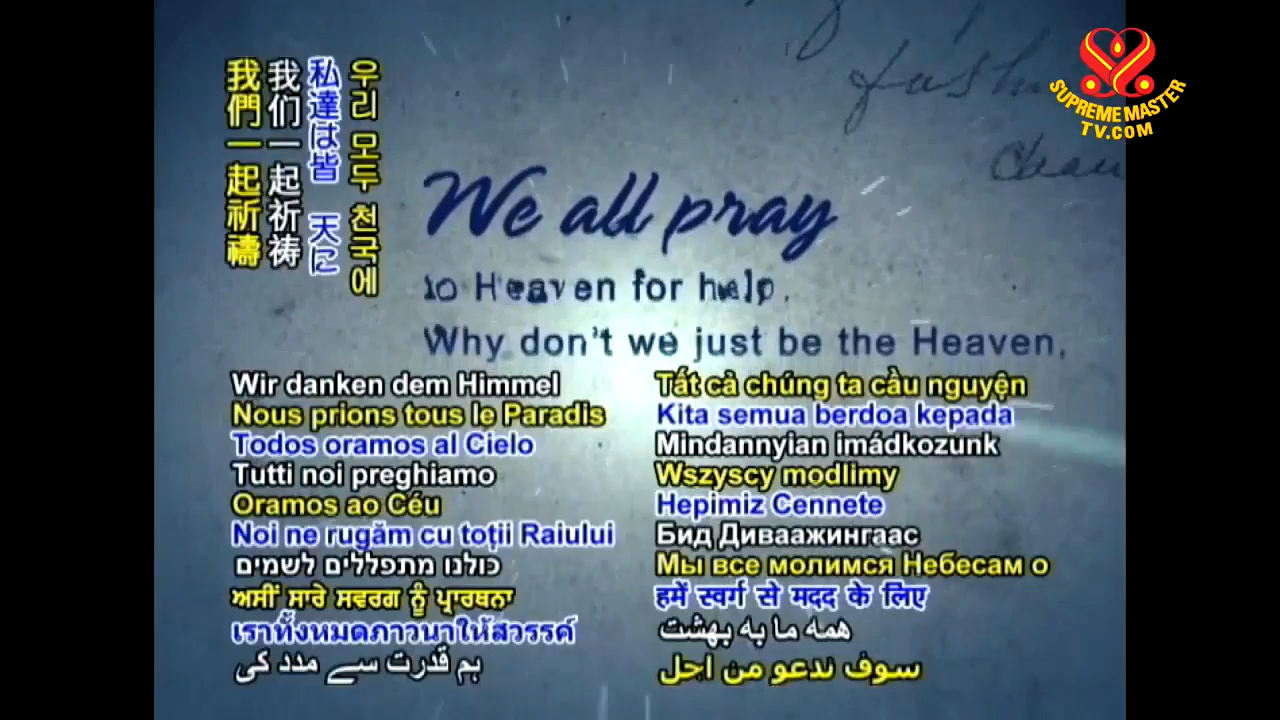 我們一起祈禱
我们一起祈祷
私達は皆 天に
우리 모두 천국에
SUPREME MASTER
TV.COM
We all pray
to Heaven for help.
Why don't we just be the Heaven,
Wir danken dem Himmel
Nous prions tous le Paradis
Todos oramos al Cielo
Tutti noi preghiamo
Oramos ao Céu
Noi ne rugăm cu toții Raiului
כולנו מתפללים לשמים
ਅਸੀਂ ਸਾਰੇ ਸਵਰਗ ਨੂੰ ਪ੍ਰਾਰਥਨਾ
เราทั้งหมดภาวนาให้สวรรค์
ہم قدرت سے مدد کی
Tất cả chúng ta cầu nguyện
Kita semua berdoa kepada
Mindannyian imádkozunk
Wszyscy modlimy
Hepimiz Cennete
Бид Диваажингаас
Мы все молимся Небесам о
हमें स्वर्ग से मदद के लिए
همه ما به بهشت
سوف ندعو من اجل